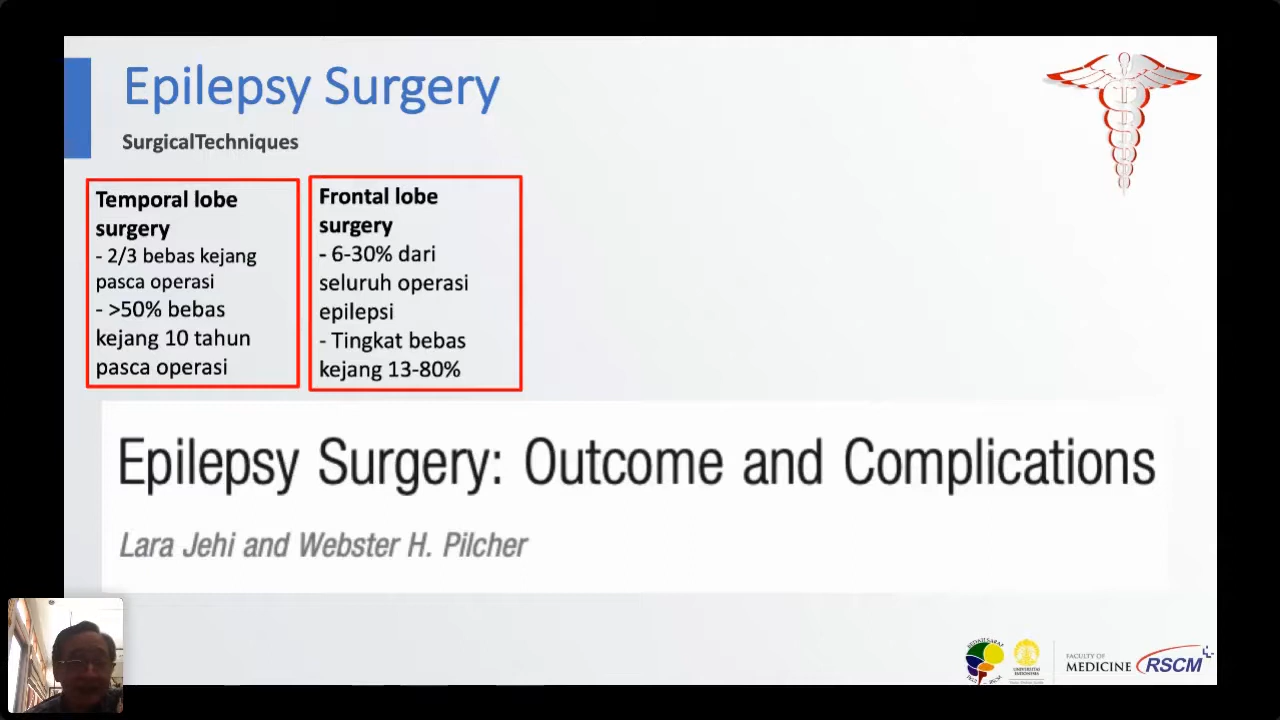 Epilepsy Surgery
SurgicalTechniques
Temporal lobe
surgery
- 2/3 bebas kejang
pasca operasi
- >50% bebas
kejang 10 tahun
pasca operasi
Frontal lobe
surgery
- 6-30% dari
seluruh operasi
epilepsi
- Tingkat bebas
kejang 13-80%
Epilepsy Surgery: Outcome and Complications
Lara Jehi and Webster H. Pilcher
UNIVERSITAS
INDONESIA
FACULTY OF
MEDICINE
RSCM